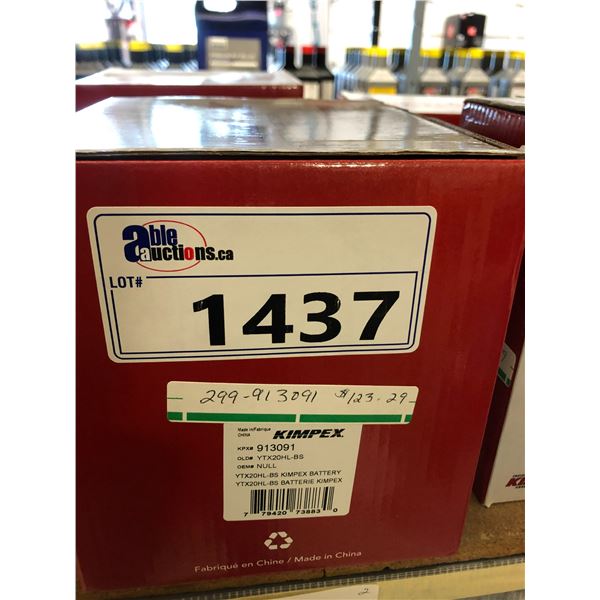 able
auctions.ca
LOT#
1437
299-913091 $123.29
Made in/Fabrique
CHINA
KIMPEX
KPX# 913091
OLD# YTX20HL-BS
OEM# NULL
YTX20HL-BS KIMPEX BATTERY
YTX20HL-BS BATTERIE KIMPEX
7 79420 73883 0
Fabriqué en Chine / Made in China
2